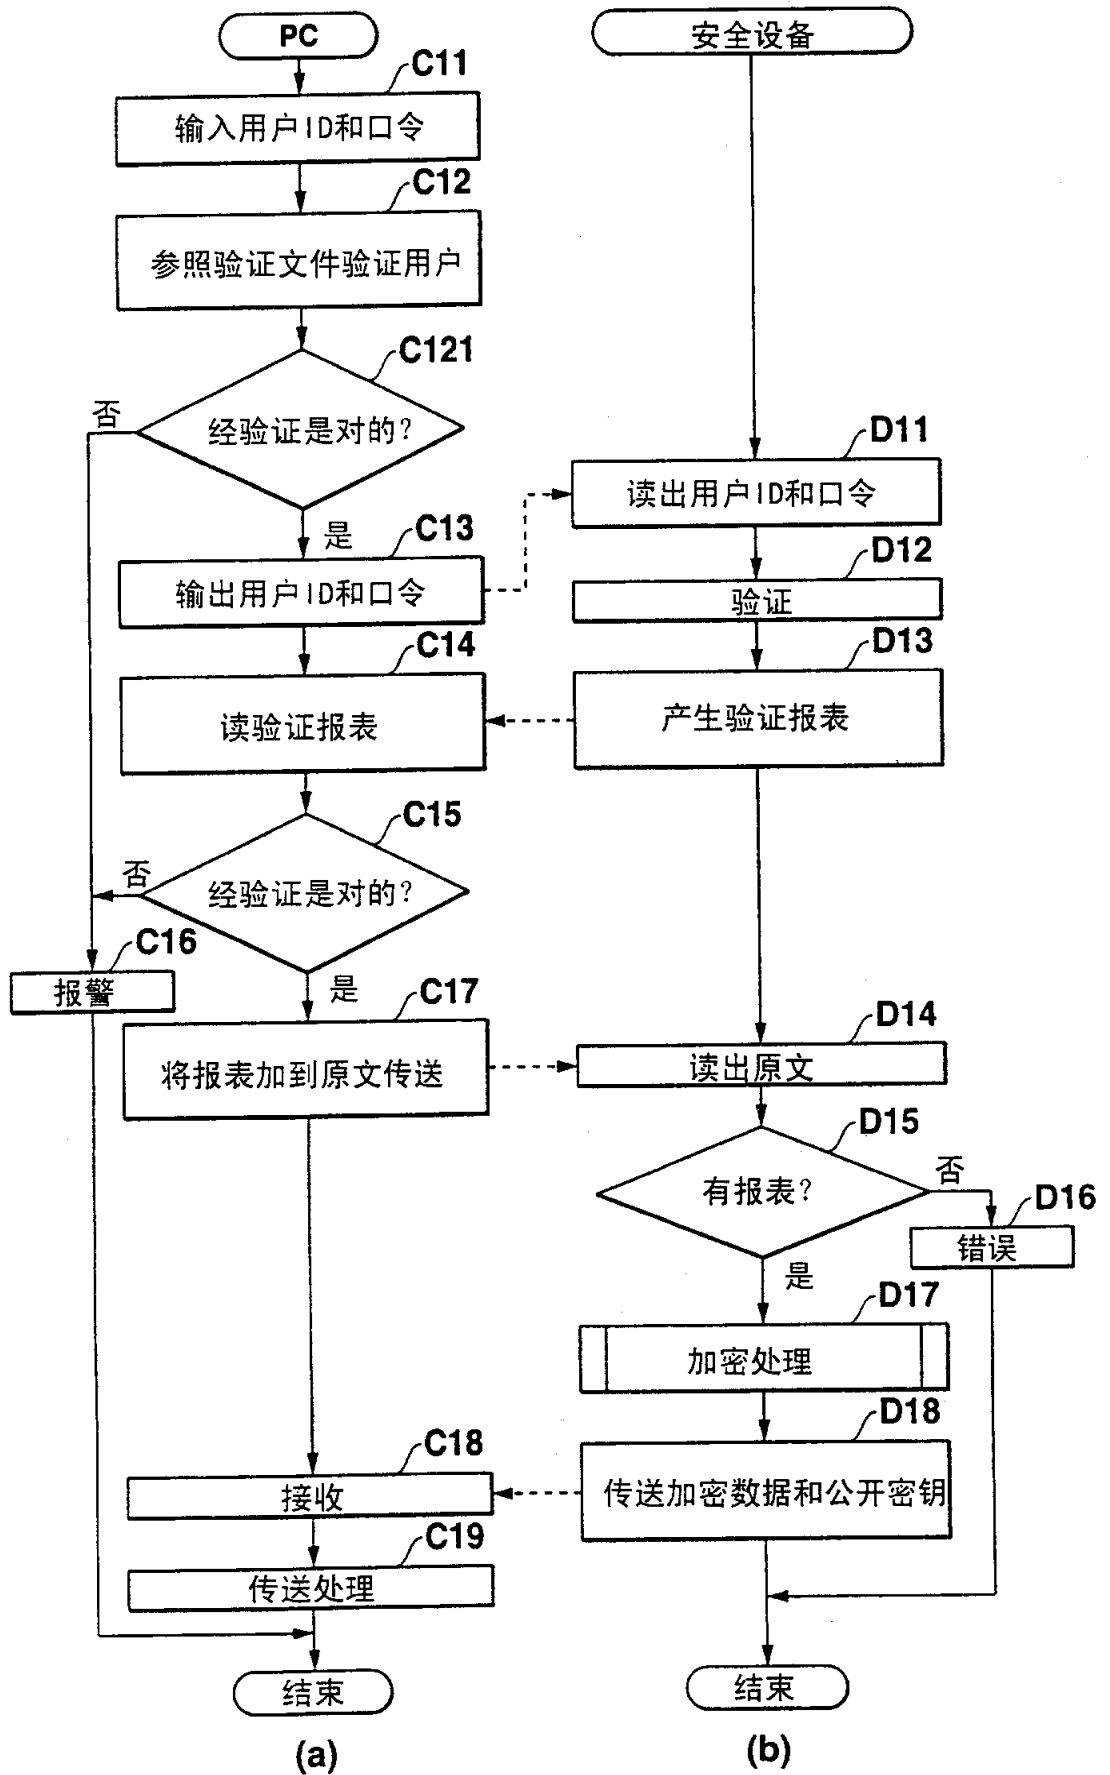 PC
C11
输入用户ID和口令
C12
参照验证文件验证用户
C121
经验证是对的？
否
是
C13
输出用户ID和口令
C14
读验证报表
C15
经验证是对的？
否
C16
报警
是
C17
将报表加到原文传送
C18
接收
C19
传送处理
结束
(a)
安全设备
D11
读出用户ID和口令
D12
验证
D13
产生验证报表
D14
读出原文
D15
有报表？
否
D16
错误
是
D17
加密处理
D18
传送加密数据和公开密钥
结束
(b)